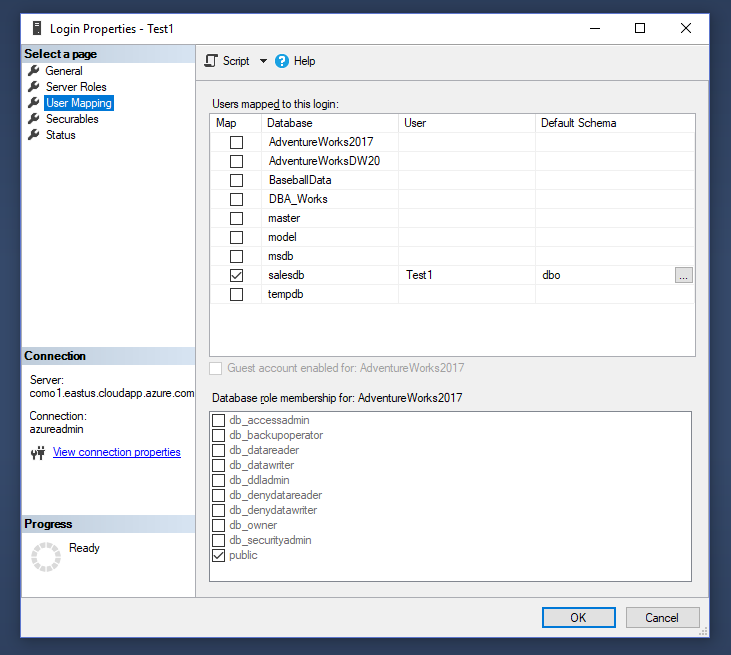 Login Properties - Test1
Select a page
General
Server Roles
User Mapping
Securables
Status
Connection
Server:
como1.eastus.cloudapp.azure.com
Connection:
azureadmin
View connection properties
Progress
Ready
Script Help
Users mapped to this login:
Map Database User Default Schema
AdventureWorks2017
AdventureWorksDW20
BaseballData
DBA_Works
master
model
msdb
salesdb Test1 dbo ...
tempdb
Guest account enabled for: AdventureWorks2017
Database role membership for: AdventureWorks2017
db_accessadmin
db_backupoperator
db_datareader
db_datawriter
db_ddladmin
db_denydatareader
db_denydatawriter
db_owner
db_securityadmin
public
OK Cancel